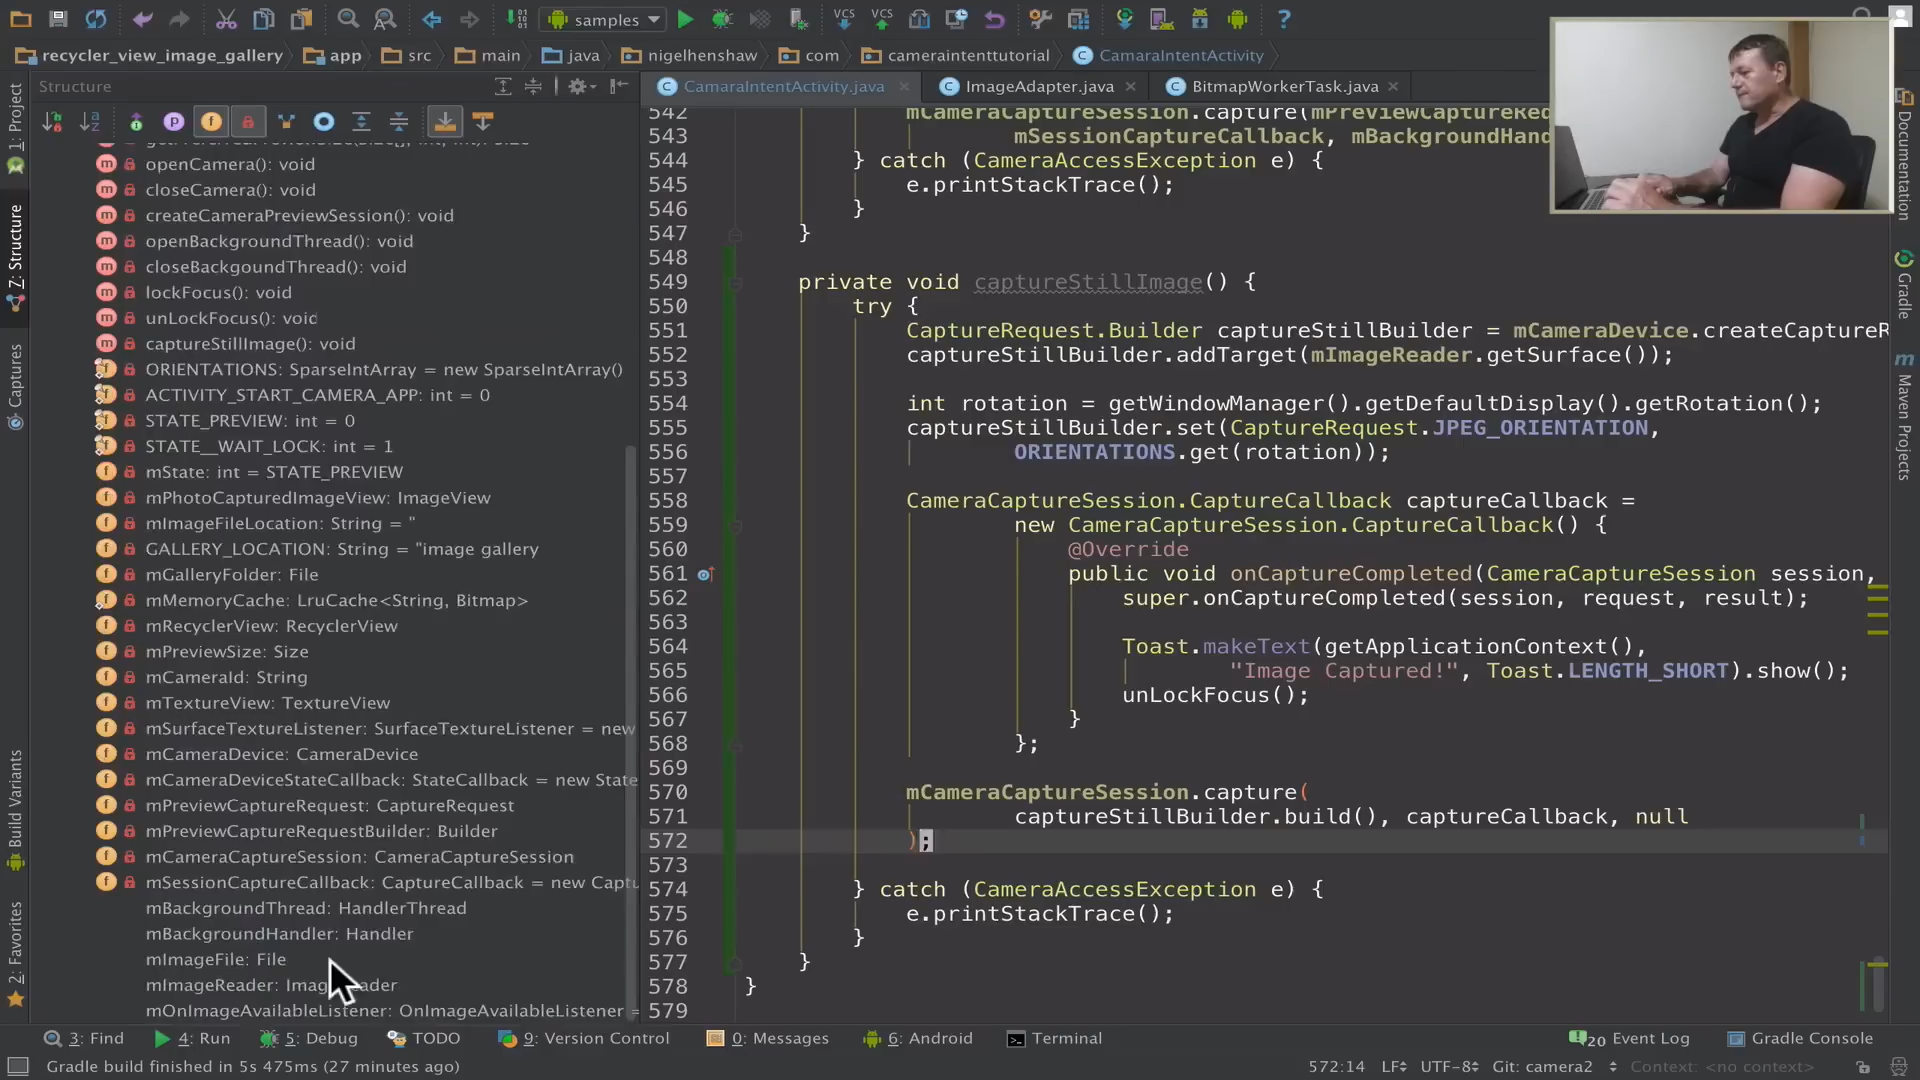 samples
recycler_view_image_gallery app src main java nigelhenshaw com cameraintenttutorial CamaraIntentActivity
Structure
CamaraIntentActivity.java ImageAdapter.java BitmapWorkerTask.java
1: Project
7: Structure
Captures
Build Variants
2: Favorites
openCamera(): void
closeCamera(): void
createCameraPreviewSession(): void
openBackgroundThread(): void
closeBackgoundThread(): void
lockFocus(): void
unLockFocus(): void
captureStillImage(): void
ORIENTATIONS: SparseIntArray = new SparseIntArray()
ACTIVITY_START_CAMERA_APP: int = 0
STATE_PREVIEW: int = 0
STATE__WAIT_LOCK: int = 1
mState: int = STATE_PREVIEW
mPhotoCapturedImageView: ImageView
mImageFileLocation: String = "
GALLERY_LOCATION: String = "image gallery
mGalleryFolder: File
mMemoryCache: LruCache<String, Bitmap>
mRecyclerView: RecyclerView
mPreviewSize: Size
mCameraId: String
mTextureView: TextureView
mSurfaceTextureListener: SurfaceTextureListener = new
mCameraDevice: CameraDevice
mCameraDeviceStateCallback: StateCallback = new State
mPreviewCaptureRequest: CaptureRequest
mPreviewCaptureRequestBuilder: Builder
mCameraCaptureSession: CameraCaptureSession
mSessionCaptureCallback: CaptureCallback = new Captu
mBackgroundThread: HandlerThread
mBackgroundHandler: Handler
mImageFile: File
mImageReader: Imag ader
mOnImageAvailableListener: OnImageAvailableListener =
542 mCameraCaptureSession.capture(mPreviewCaptureRe
543 mSessionCaptureCallback, mBackgroundHand
544 } catch (CameraAccessException e) {
545 e.printStackTrace();
546 }
547 }
548
549 private void captureStillImage() {
550 try {
551 CaptureRequest.Builder captureStillBuilder = mCameraDevice.createCaptureR
552 captureStillBuilder.addTarget(mImageReader.getSurface());
553
554 int rotation = getWindowManager().getDefaultDisplay().getRotation();
555 captureStillBuilder.set(CaptureRequest.JPEG_ORIENTATION,
556 ORIENTATIONS.get(rotation));
557
558 CameraCaptureSession.CaptureCallback captureCallback =
559 new CameraCaptureSession.CaptureCallback() {
560 @Override
561 public void onCaptureCompleted(CameraCaptureSession session,
562 super.onCaptureCompleted(session, request, result);
563
564 Toast.makeText(getApplicationContext(),
565 "Image Captured!", Toast.LENGTH_SHORT).show();
566 unLockFocus();
567 }
568 };
569
570 mCameraCaptureSession.capture(
571 captureStillBuilder.build(), captureCallback, null
572 );
573
574 } catch (CameraAccessException e) {
575 e.printStackTrace();
576 }
577 }
578 }
579
Documentation
Gradle
Maven Projects
3: Find 4: Run 5: Debug TODO 9: Version Control 0: Messages 6: Android Terminal 20 Event Log Gradle Console
Gradle build finished in 5s 475ms (27 minutes ago) 572:14 LF UTF-8 Git: camera2 Context: <no context>